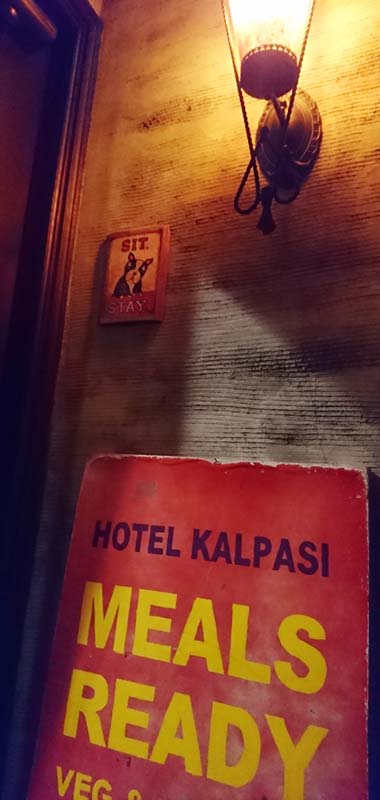 SIT.
STAY
HOTEL KALPASI
MEALS
READY
VEG &